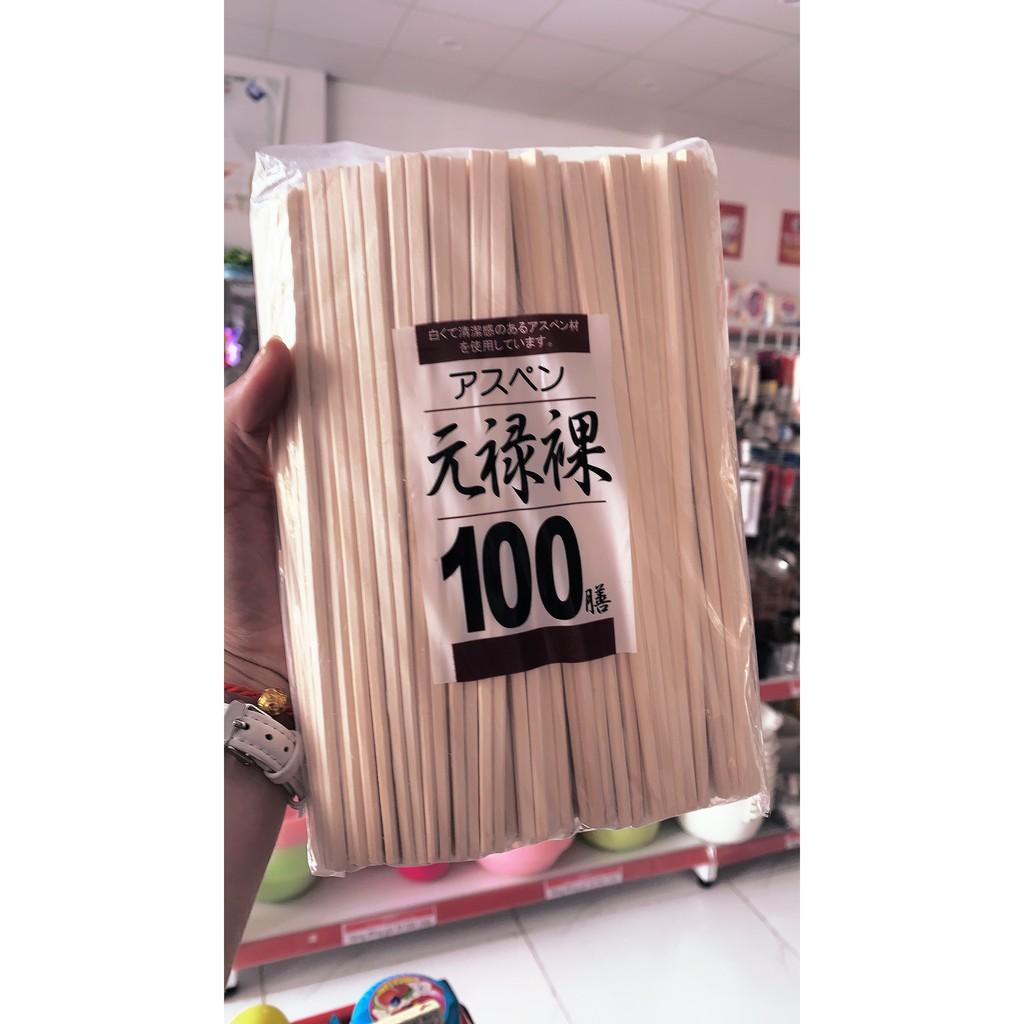 白くて清潔感のあるアスペン材
を使用しています。
アスペン
元禄裸
100膳